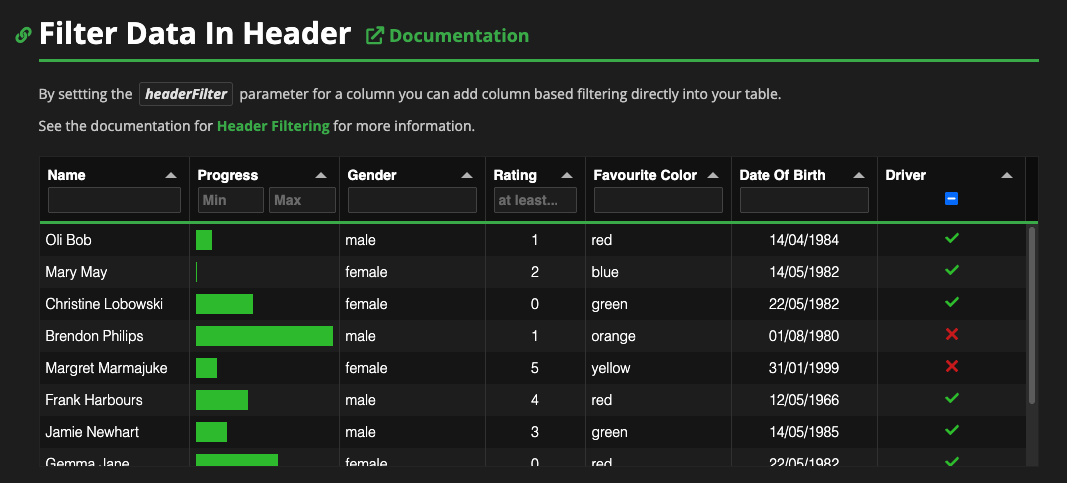 Filter Data In Header Documentation
By settting the headerFilter parameter for a column you can add column based filtering directly into your table.
See the documentation for Header Filtering for more information.
Name Progress Gender Rating Favourite Color Date Of Birth Driver
Min Max at least...
Oli Bob male 1 red 14/04/1984
Mary May female 2 blue 14/05/1982
Christine Lobowski female 0 green 22/05/1982
Brendon Philips male 1 orange 01/08/1980
Margret Marmajuke female 5 yellow 31/01/1999
Frank Harbours male 4 red 12/05/1966
Jamie Newhart male 3 green 14/05/1985
Gemma Jane female 0 red 22/05/1982